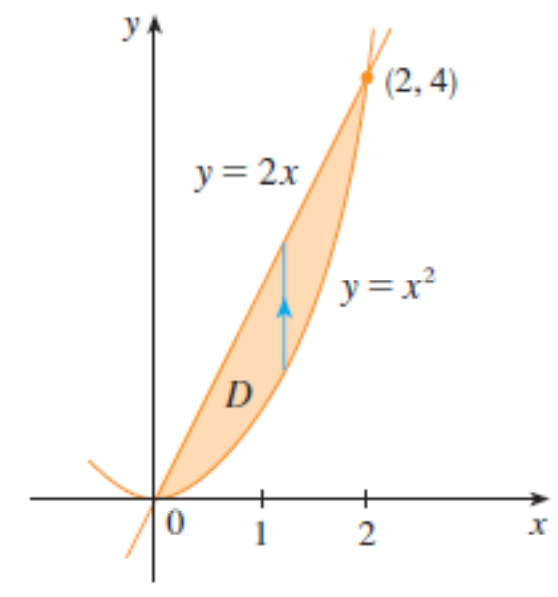 y
(2, 4)
y = 2x
y = x²
D
0
1
2
x